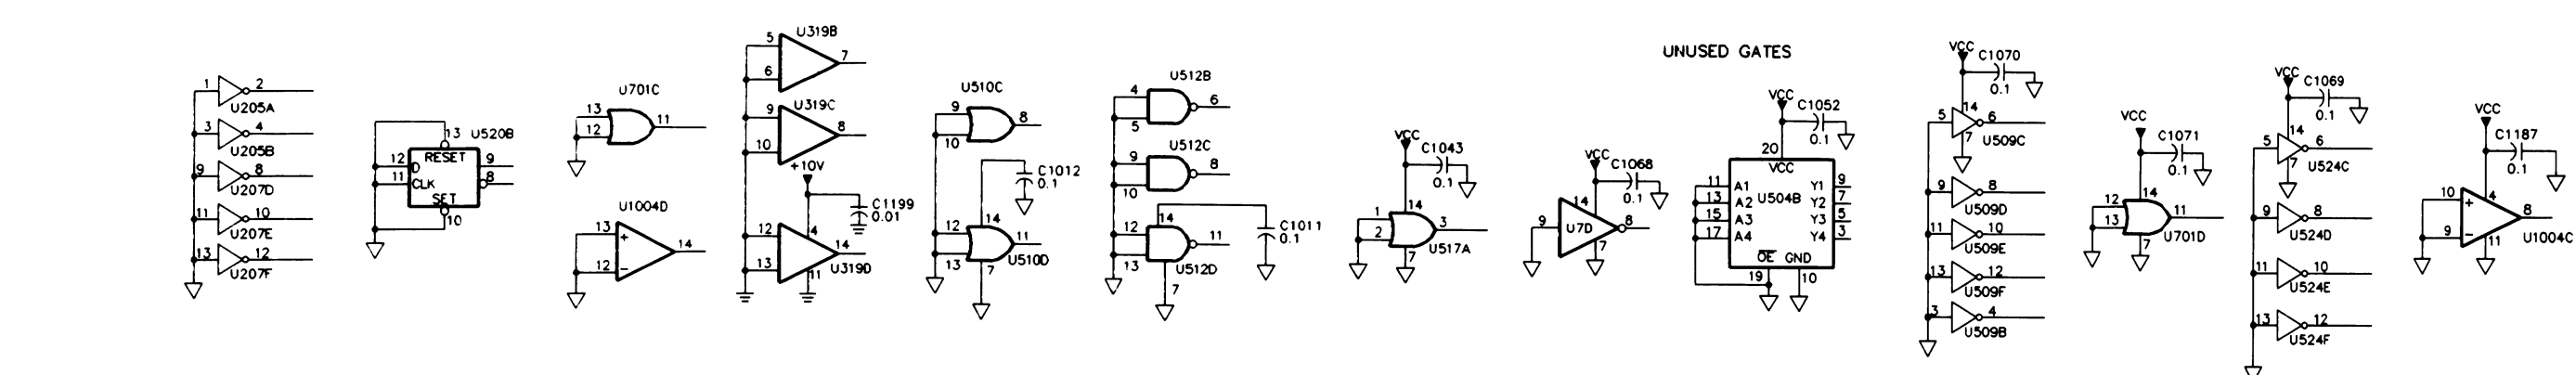 UNUSED GATES
1 2
U205A
3 4
U205B
9 8
U207D
11 10
U207E
13 12
U207F
13 U520B
RESET
12 D 9
11 CLK 8
SET
10
U701C
13
12 11
U1004D
13 + 14
12 −
U319B
5 7
6
U319C
9 8
10
+10V
C1199
0.01
12 4 14
13 11 U319D
U510C
9 8
10
C1012
0.1
14
12 11
13 U510D
7
U512B
4 6
5
U512C
9 8
10
14
C1011
0.1
12 11
13 U512D
7
VCC
C1043
0.1
14
1 3
2
7 U517A
VCC
C1068
0.1
14
9 U7D 8
7
VCC
C1052
0.1
20
VCC
11 A1 U504B Y1 9
13 A2 Y2 7
15 A3 Y3 5
17 A4 Y4 3
OE GND
19 10
VCC
C1070
0.1
14
5 6
7 U509C
9 8
U509D
11 10
U509E
13 12
U509F
3 4
U509B
VCC
C1071
0.1
14
12 11
13
7 U701D
VCC
C1069
0.1
14
5 6
7 U524C
9 8
U524D
11 10
U524E
13 12
U524F
VCC
C1187
0.1
10 + 4 8
9 − 11 U1004C